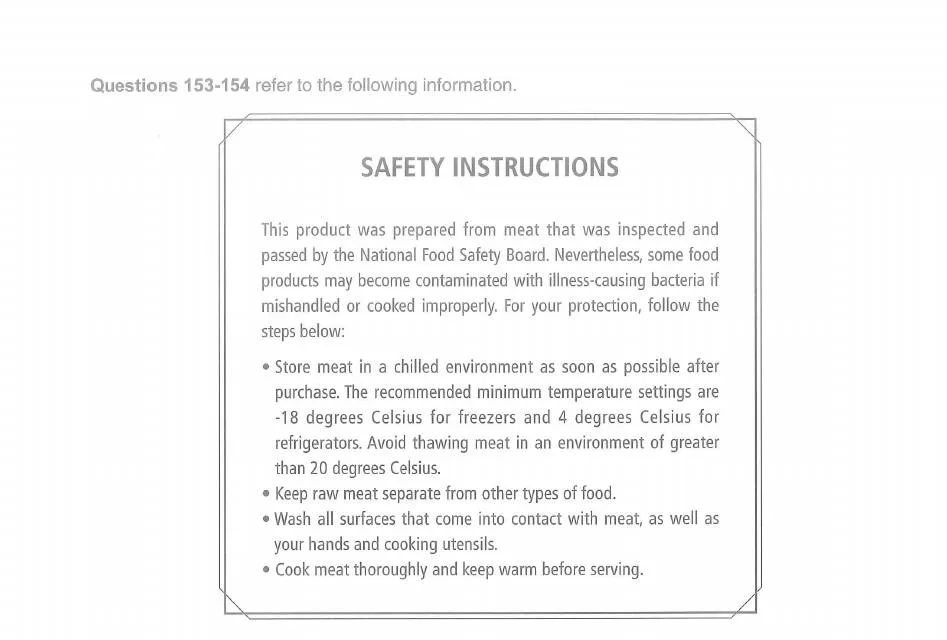 Questions 153-154 refer to the following information.
SAFETY INSTRUCTIONS
This product was prepared from meat that was inspected and
passed by the National Food Safety Board. Nevertheless, some food
products may become contaminated with illness-causing bacteria if
mishandled or cooked improperly. For your protection, follow the
steps below:
• Store meat in a chilled environment as soon as possible after
purchase. The recommended minimum temperature settings are
-18 degrees Celsius for freezers and 4 degrees Celsius for
refrigerators. Avoid thawing meat in an environment of greater
than 20 degrees Celsius.
• Keep raw meat separate from other types of food.
• Wash all surfaces that come into contact with meat, as well as
your hands and cooking utensils.
• Cook meat thoroughly and keep warm before serving.